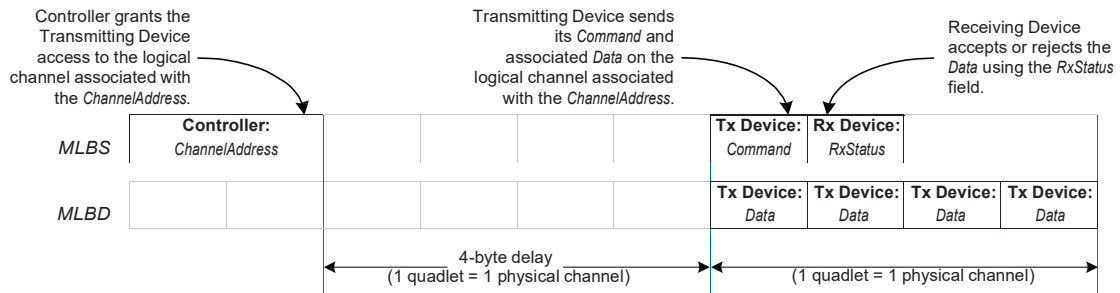 Controller grants the
Transmitting Device
access to the logical
channel associated with
the ChannelAddress.
Transmitting Device sends
its Command and
associated Data on the
logical channel associated
with the ChannelAddress.
Receiving Device
accepts or rejects the
Data using the RxStatus
field.
MLBS
Controller:
ChannelAddress
Tx Device:
Command
Rx Device:
RxStatus
MLBD
Tx Device:
Data
Tx Device:
Data
Tx Device:
Data
Tx Device:
Data
4-byte delay
(1 quadlet = 1 physical channel)
(1 quadlet = 1 physical channel)